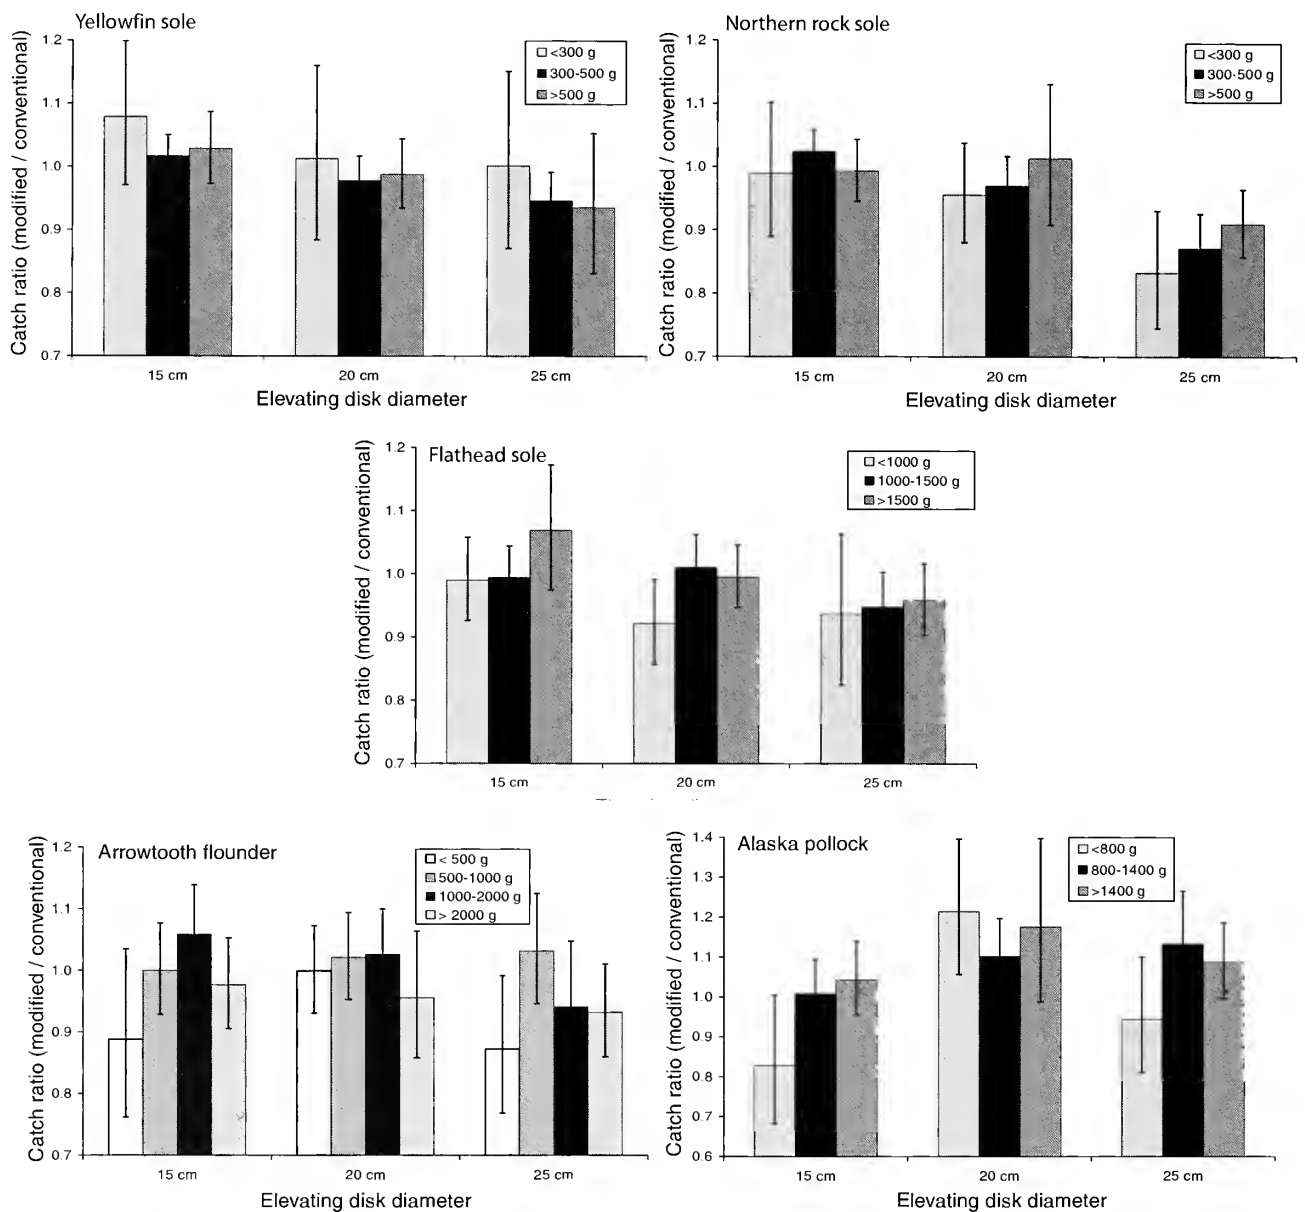 Yellowfin sole
Catch ratio (modified / conventional)
1.2
1.1
1.0
0.9
0.8
0.7
<300 g
300-500 g
>500 g
15 cm
20 cm
25 cm
Elevating disk diameter
Northern rock sole
Catch ratio (modified / conventional)
1.2
1.1
1.0
0.9
0.8
0.7
<300 g
300-500 g
>500 g
15 cm
20 cm
25 cm
Elevating disk diameter
Flathead sole
Catch ratio (modified / conventional)
1.2
1.1
1.0
0.9
0.8
0.7
<1000 g
1000-1500 g
>1500 g
15 cm
20 cm
25 cm
Arrowtooth flounder
Catch ratio (modified / conventional)
1.2
1.1
1.0
0.9
0.8
0.7
< 500 g
500-1000 g
1000-2000 g
> 2000 g
15 cm
20 cm
25 cm
Elevating disk diameter
Alaska pollock
Catch ratio (modified / conventional)
1.4
1.3
1.2
1.1
1.0
0.9
0.8
0.7
0.6
<800 g
800-1400 g
>1400 g
15 cm
20 cm
25 cm
Elevating disk diameter